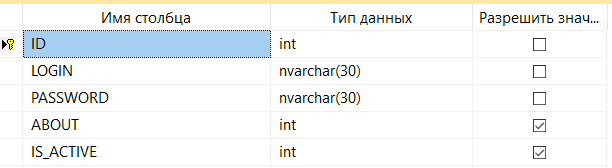 Имя столбца Тип данных Разрешить знач...
ID int
LOGIN nvarchar(30)
PASSWORD nvarchar(30)
ABOUT int
IS_ACTIVE int